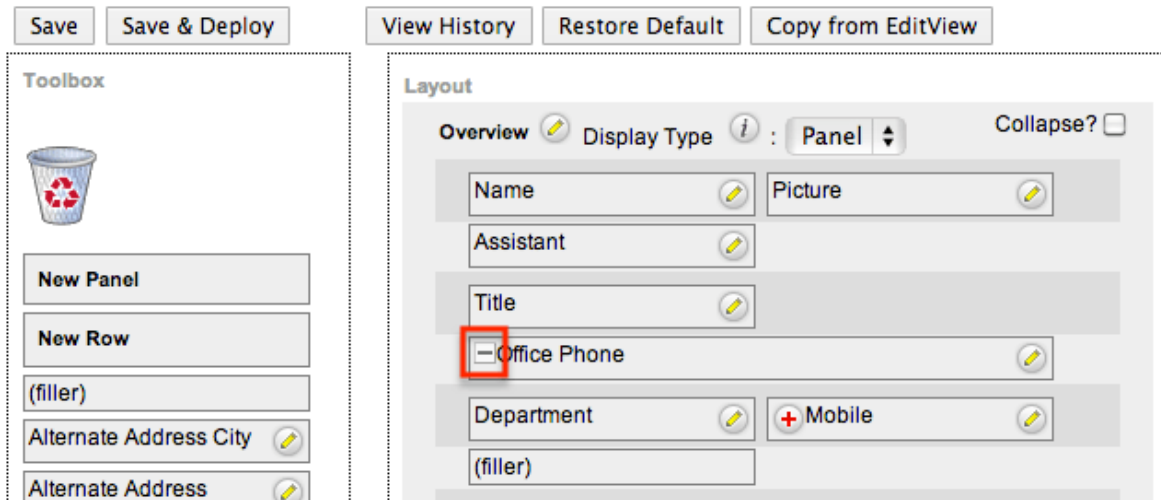 Save Save & Deploy View History Restore Default Copy from EditView
Toolbox
New Panel
New Row
(filler)
Alternate Address City
Alternate Address
Layout
Overview Display Type i : Panel Collapse?
Name Picture
Assistant
Title
Office Phone
Department Mobile
(filler)